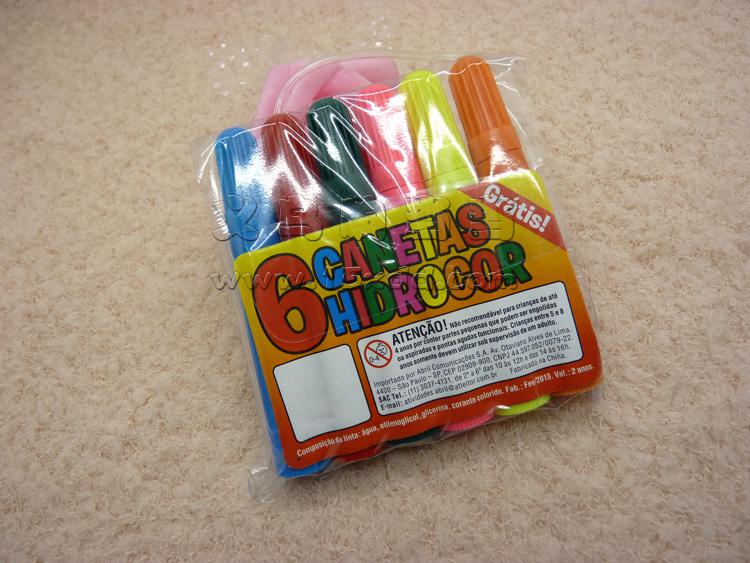 Grátis!
6 CANETAS
HIDROCOR
ATENÇÃO! Não recomendável para crianças de até
4 anos por conter partes pequenas que podem ser engolidas
ou aspiradas e pontas agudas funcionais. Crianças entre 5 e 8
anos somente devem utilizar sob supervisão de um adulto.
0-4
Importado por Abril Comunicações S.A. Av. Otaviano Alves de Lima,
4400 – São Paulo – SP, CEP 02909-900, CNPJ 44.597.052/0079-22.
SAC Tel.: (11) 3037-4131, de 2ª a 6ª das 10 às 12h e das 14 às 16h.
E-mail: atividades.abril@atleitor.com.br Fabricado na China.
Composição da tinta: água, etilenoglicol, glicerina, corante colorido. Fab.: Fev/2013. Val.: 2 anos.